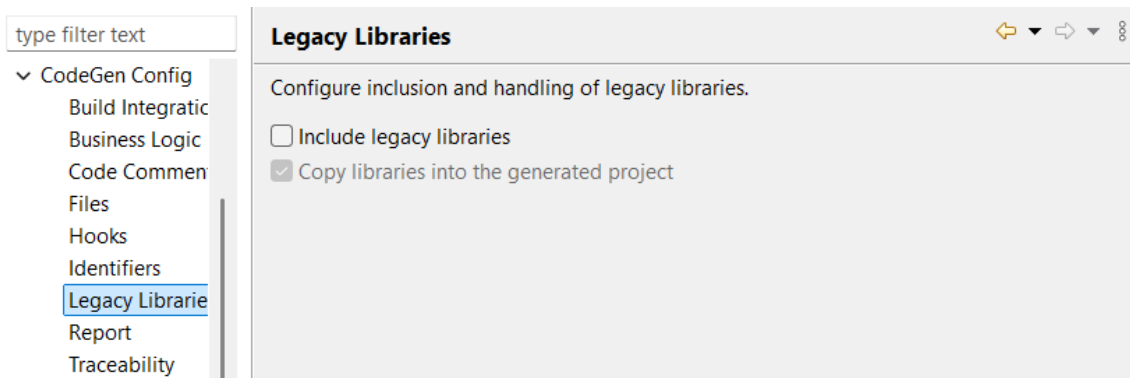 type filter text
CodeGen Config
Build Integratic
Business Logic
Code Commen
Files
Hooks
Identifiers
Legacy Librarie
Report
Traceability
Legacy Libraries
Configure inclusion and handling of legacy libraries.
Include legacy libraries
Copy libraries into the generated project